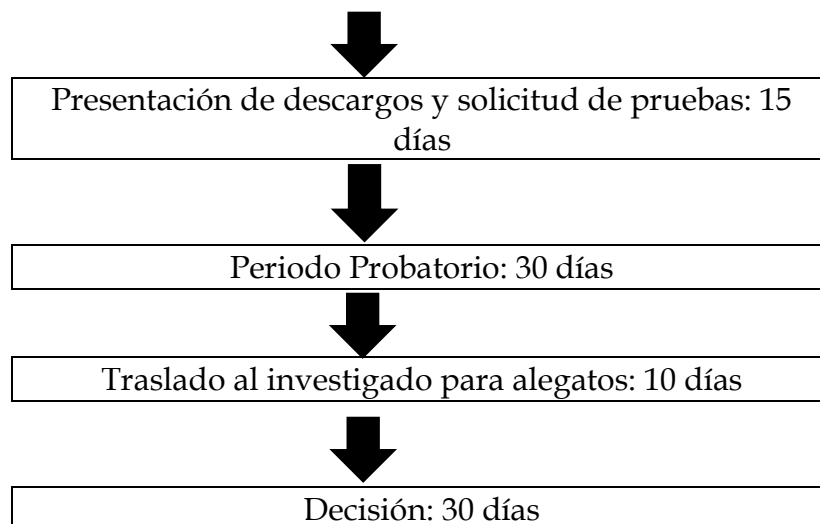 Presentación de descargos y solicitud de pruebas: 15
días
Periodo Probatorio: 30 días
Traslado al investigado para alegatos: 10 días
Decisión: 30 días